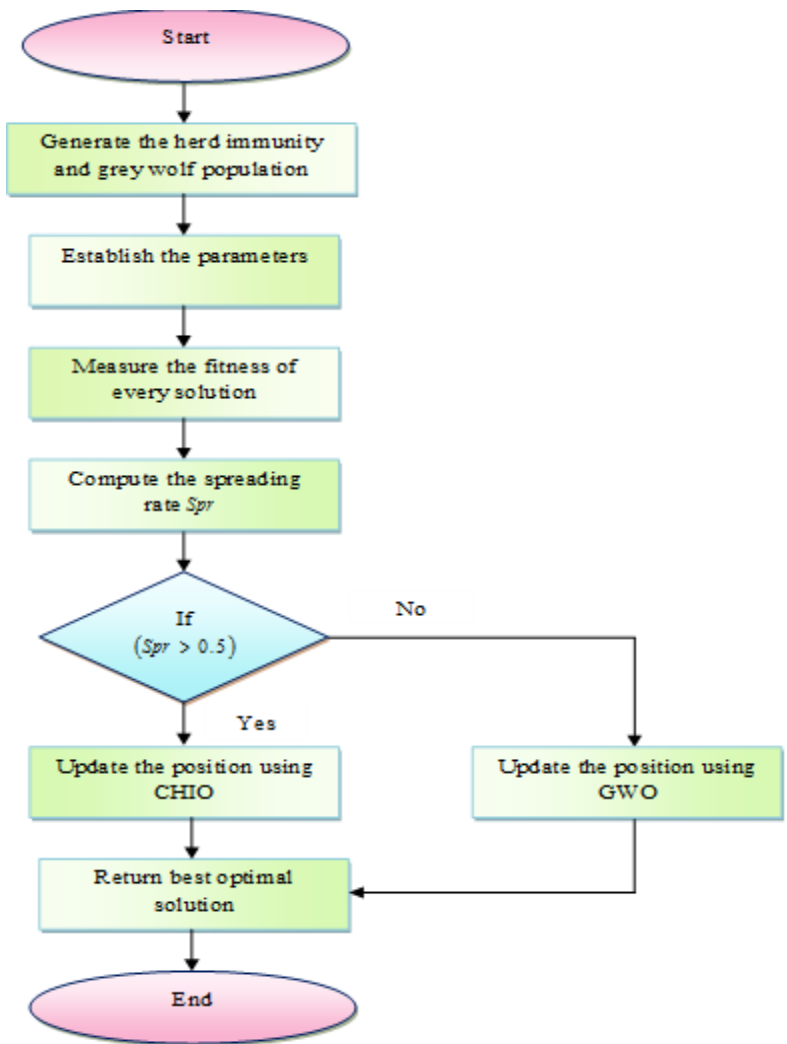 Start
Generate the herd immunity
and grey wolf population
Establish the parameters
Measure the fitness of
every solution
Compute the spreading
rate Spr
If
(Spr > 0.5)
No
Yes
Update the position using
CHIO
Update the position using
GWO
Return best optimal
solution
End